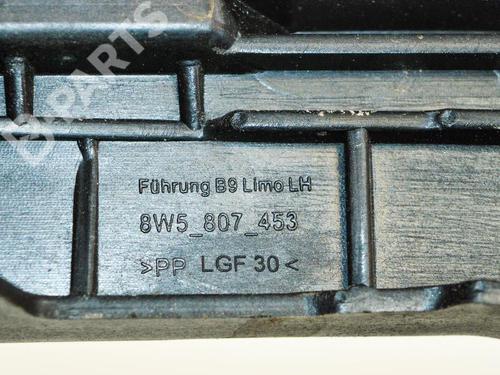 B-PARTS
Führung B9 Limo LH
8W5_807_453
>PP LGF 30<